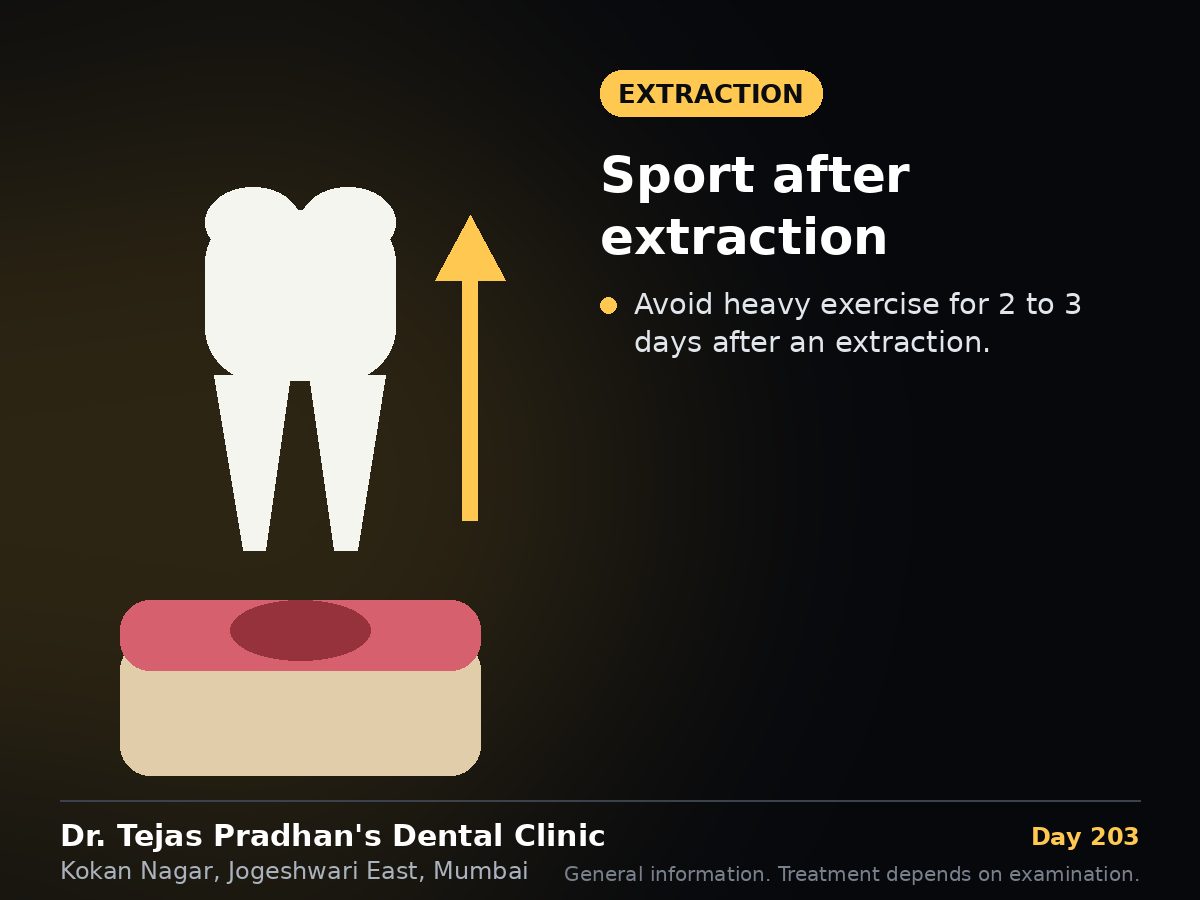 EXTRACTION
Sport after
extraction
Avoid heavy exercise for 2 to 3
days after an extraction.
Dr. Tejas Pradhan's Dental Clinic
Day 203
Kokan Nagar, Jogeshwari East, Mumbai
General information. Treatment depends on examination.